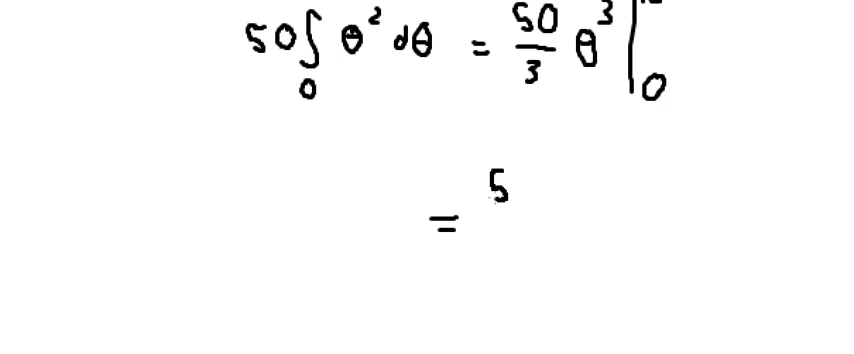 50∫₀ θ² dθ = 50/3 θ³ |₀
= 5